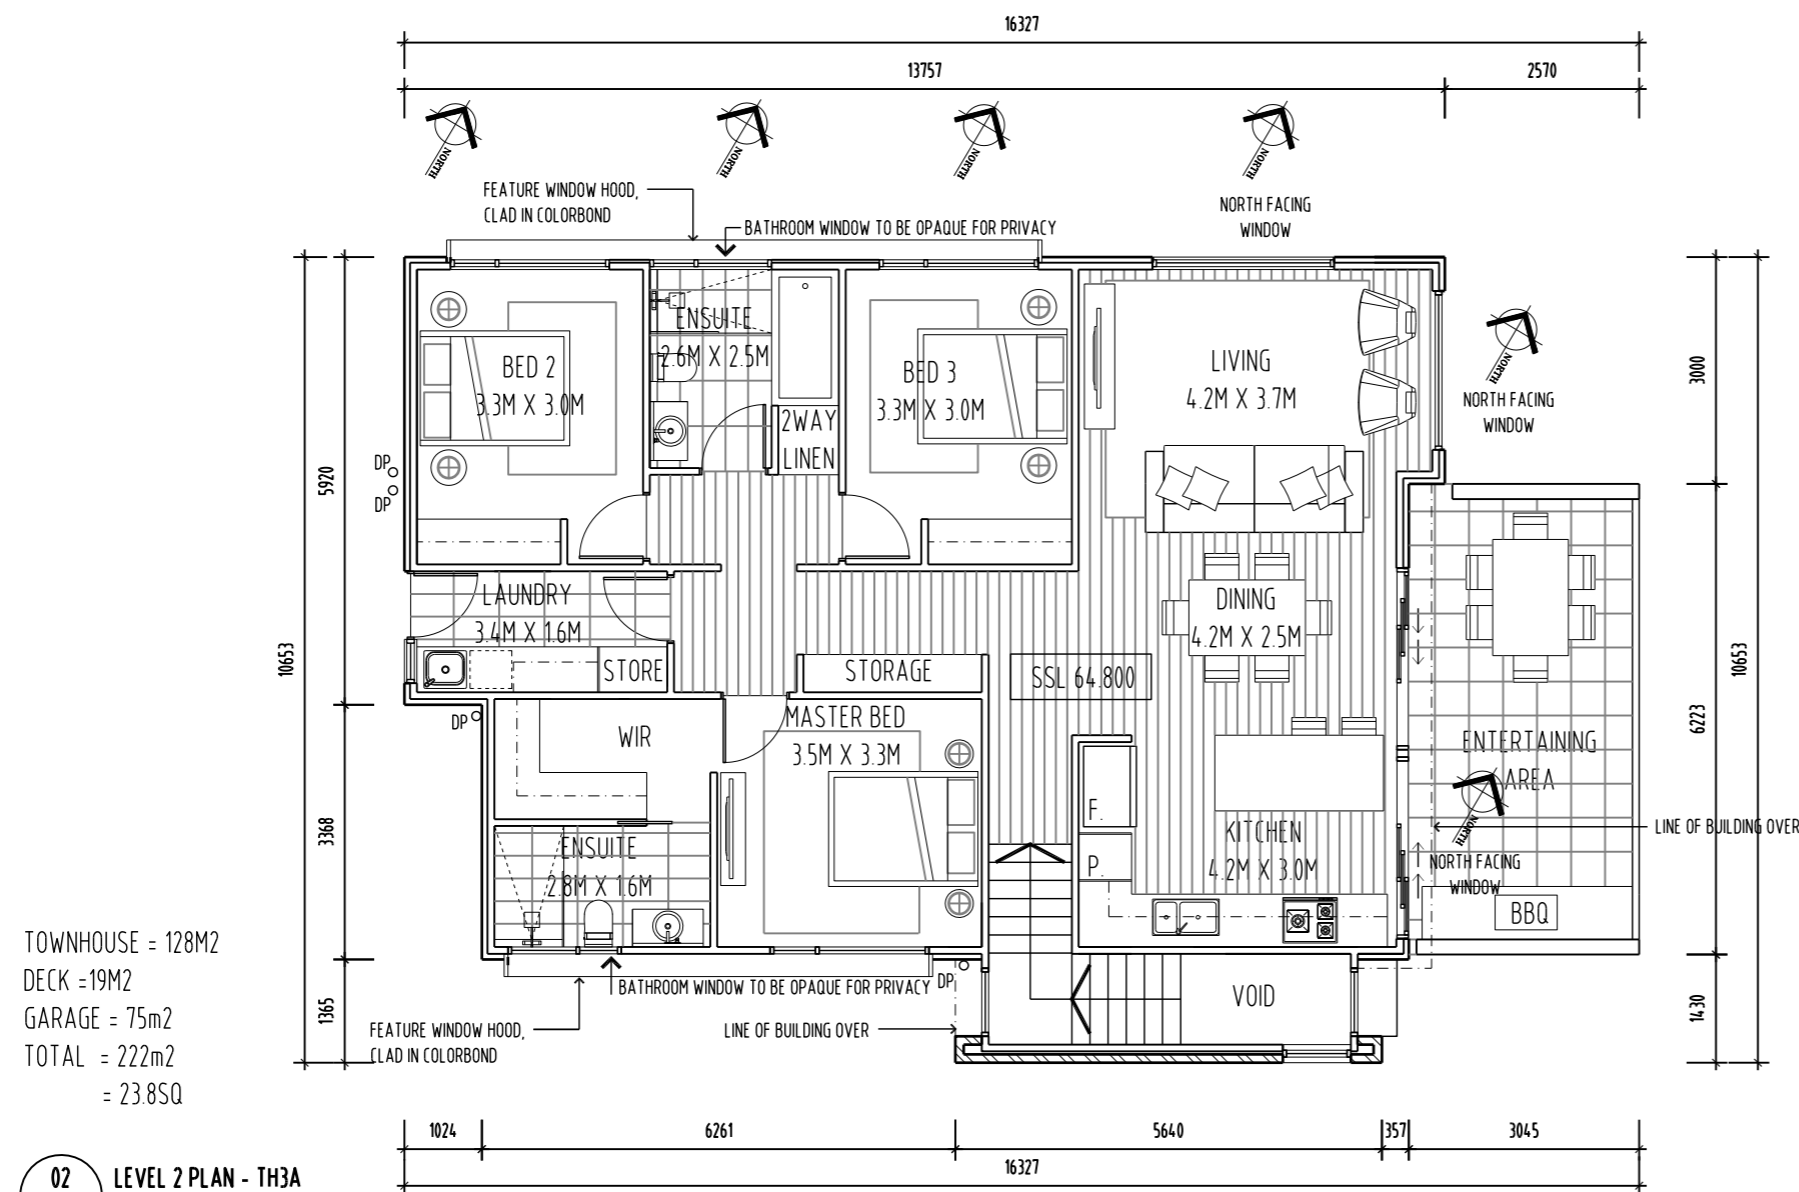 16327
13757
2570
NORTH
NORTH
NORTH
NORTH
FEATURE WINDOW HOOD,
CLAD IN COLORBOND
BATHROOM WINDOW TO BE OPAQUE FOR PRIVACY
NORTH FACING
WINDOW
ENSUITE
2.6M X 2.5M
BED 2
3.3M X 3.0M
BED 3
3.3M X 3.0M
LIVING
4.2M X 3.7M
NORTH
NORTH FACING
WINDOW
3000
2WAY
LINEN
DP
DP
5920
LAUNDRY
3.4M X 1.6M
STORE
STORAGE
DINING
4.2M X 2.5M
SSL 64.800
10653
10653
6223
DP
WIR
MASTER BED
3.5M X 3.3M
ENTERTAINING
AREA
NORTH
NORTH FACING
WINDOW
LINE OF BUILDING OVER
F.
P.
KITCHEN
4.2M X 3.0M
3368
ENSUITE
2.8M X 1.6M
BBQ
TOWNHOUSE = 128M2
DECK =19M2
GARAGE = 75m2
TOTAL = 222m2
= 23.8SQ
1365
BATHROOM WINDOW TO BE OPAQUE FOR PRIVACY
DP
VOID
1430
FEATURE WINDOW HOOD,
CLAD IN COLORBOND
LINE OF BUILDING OVER
1024
6261
5640
357
3045
16327
02
LEVEL 2 PLAN - TH3A